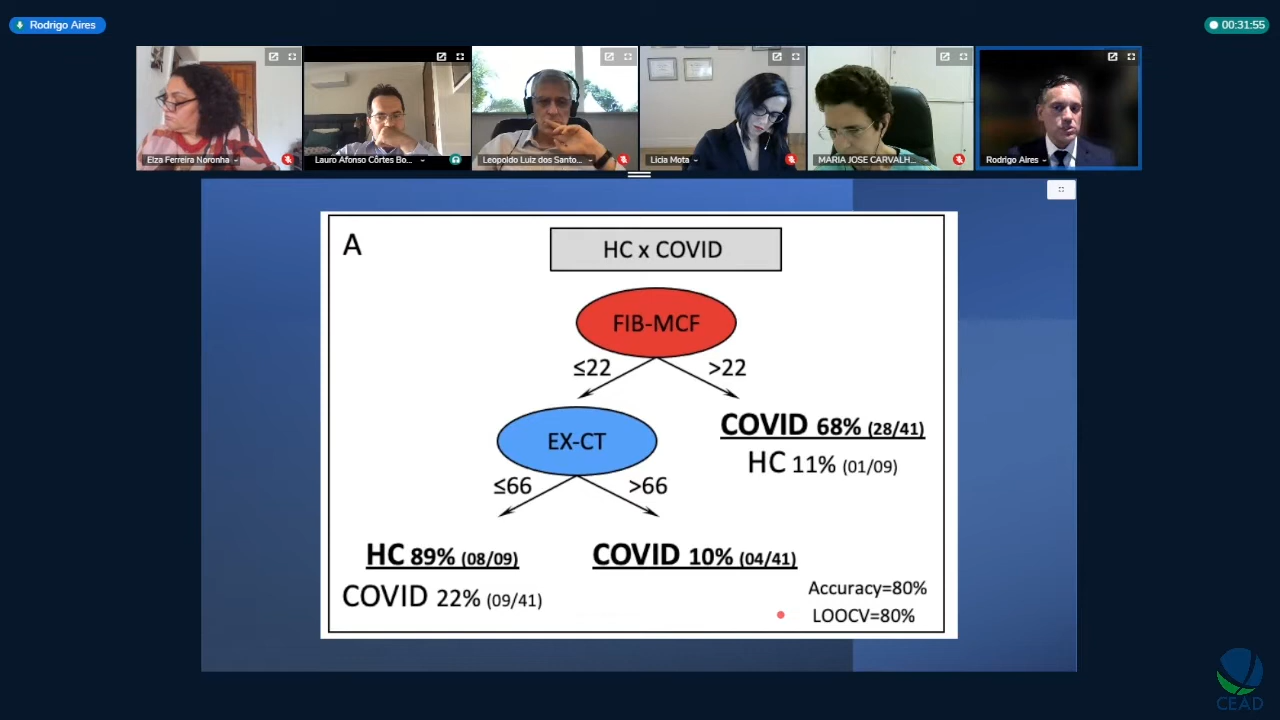 Rodrigo Aires
00:31:55
Elza Ferreira Noronha
Lauro Afonso Côrtes Bo...
Leopoldo Luiz dos Santo...
Licia Mota
MARIA JOSE CARVALH...
Rodrigo Aires
A
HC x COVID
FIB-MCF
≤22
>22
COVID 68% (28/41)
HC 11% (01/09)
EX-CT
≤66
>66
HC 89% (08/09)
COVID 22% (09/41)
COVID 10% (04/41)
Accuracy=80%
LOOCV=80%
CEAD